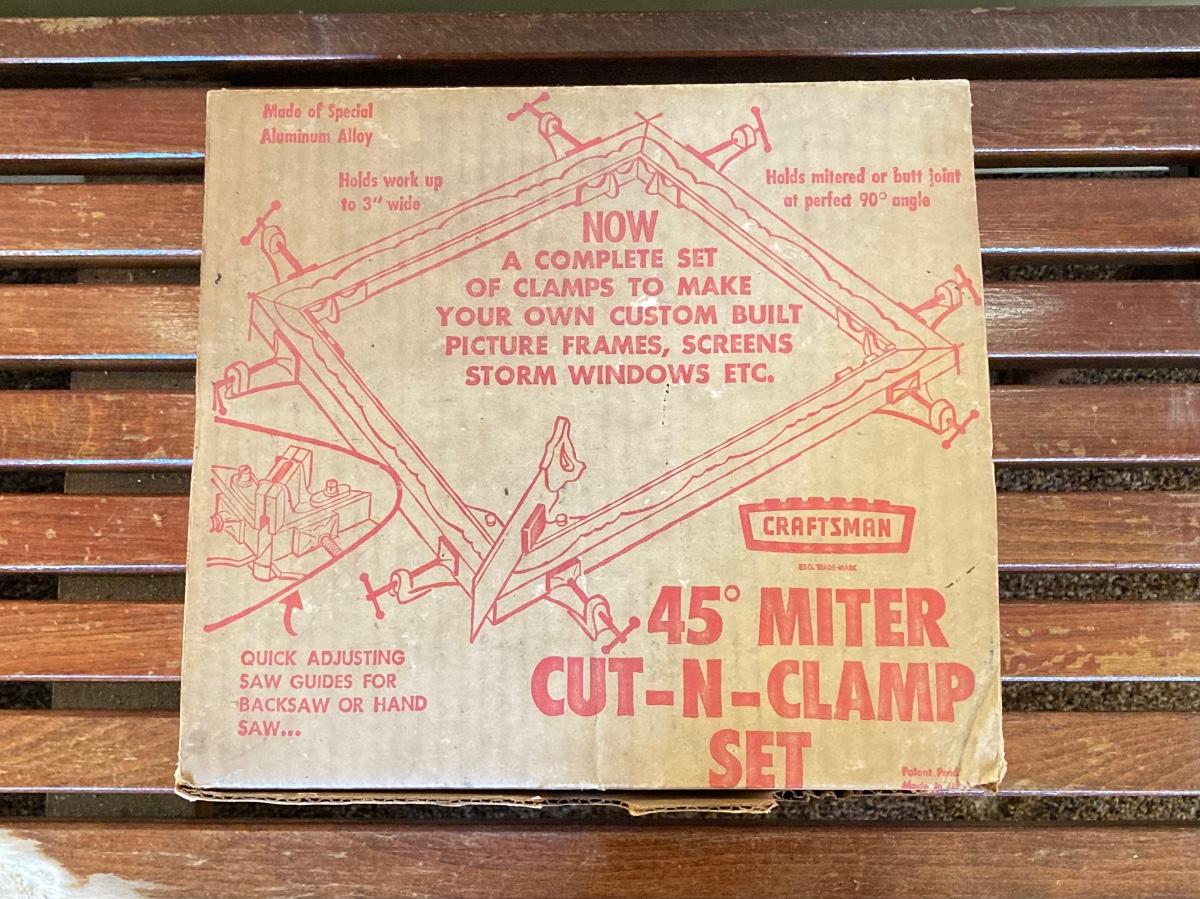 Made of Special
Aluminum Alloy
Holds work up
to 3" wide
Holds mitered or butt joint
at perfect 90° angle
NOW
A COMPLETE SET
OF CLAMPS TO MAKE
YOUR OWN CUSTOM BUILT
PICTURE FRAMES, SCREENS
STORM WINDOWS ETC.
CRAFTSMAN
REG. TRADE-MARK
45° MITER
CUT-N-CLAMP
SET
QUICK ADJUSTING
SAW GUIDES FOR
BACKSAW OR HAND
SAW...
Patent Pend